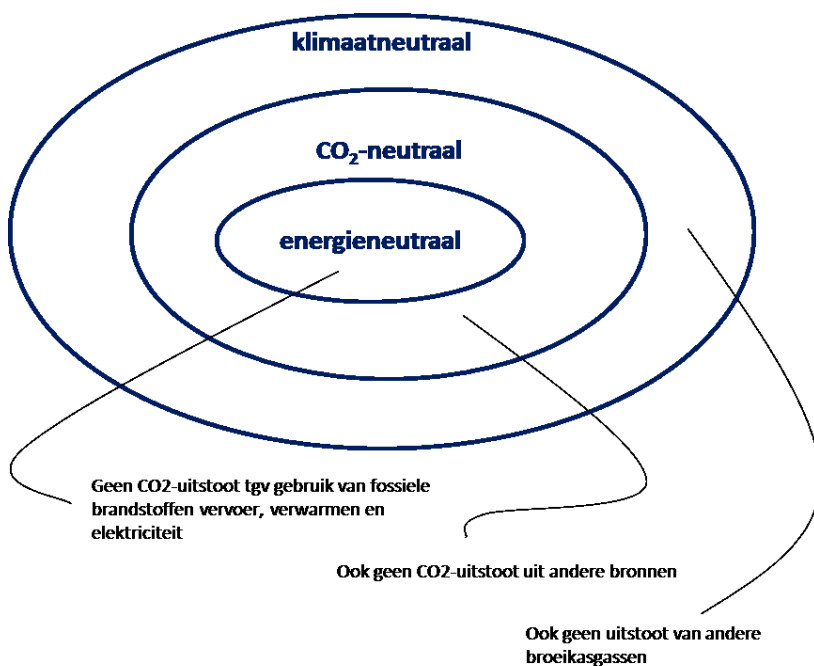 klimaatneutraal
CO₂-neutraal
energieneutraal
Geen CO2-uitstoot tgv gebruik van fossiele
brandstoffen vervoer, verwarmen en
elektriciteit
Ook geen CO2-uitstoot uit andere bronnen
Ook geen uitstoot van andere
broeikasgassen